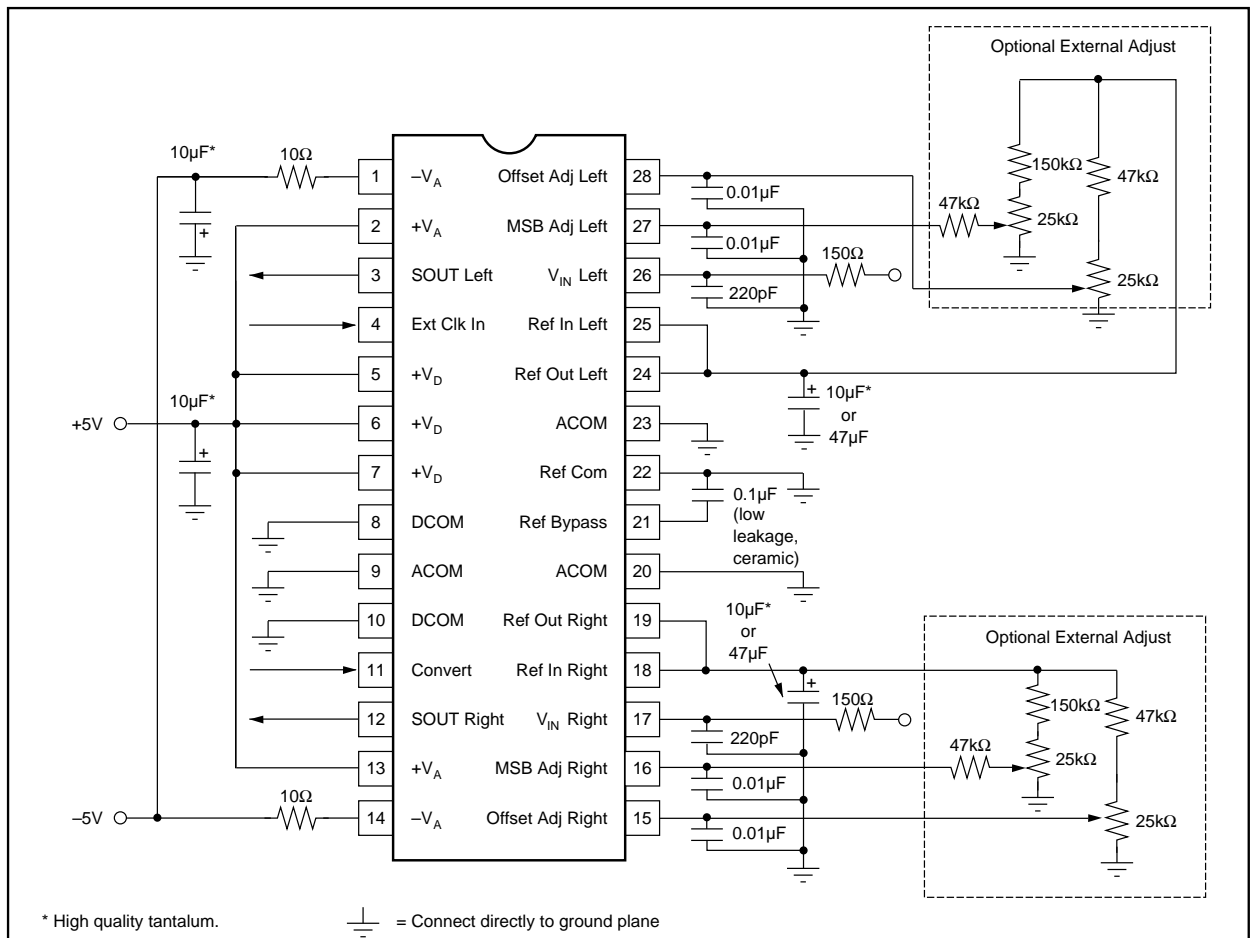 Optional External Adjust
150kΩ
47kΩ
47kΩ
25kΩ
25kΩ
10µF*
10Ω
1
–VA
Offset Adj Left
28
0.01µF
2
+VA
MSB Adj Left
27
0.01µF
3
SOUT Left
VIN Left
26
150Ω
220pF
4
Ext Clk In
Ref In Left
25
5
+VD
Ref Out Left
24
+
10µF*
or
47µF
+5V
10µF*
+
+
6
+VD
ACOM
23
7
+VD
Ref Com
22
0.1µF
(low
leakage,
ceramic)
8
DCOM
Ref Bypass
21
9
ACOM
ACOM
20
10
DCOM
Ref Out Right
19
10µF*
or
47µF
+
11
Convert
Ref In Right
18
12
SOUT Right
VIN Right
17
150Ω
220pF
13
+VA
MSB Adj Right
16
0.01µF
–5V
10Ω
14
–VA
Offset Adj Right
15
0.01µF
Optional External Adjust
150kΩ
47kΩ
47kΩ
25kΩ
25kΩ
* High quality tantalum.
= Connect directly to ground plane